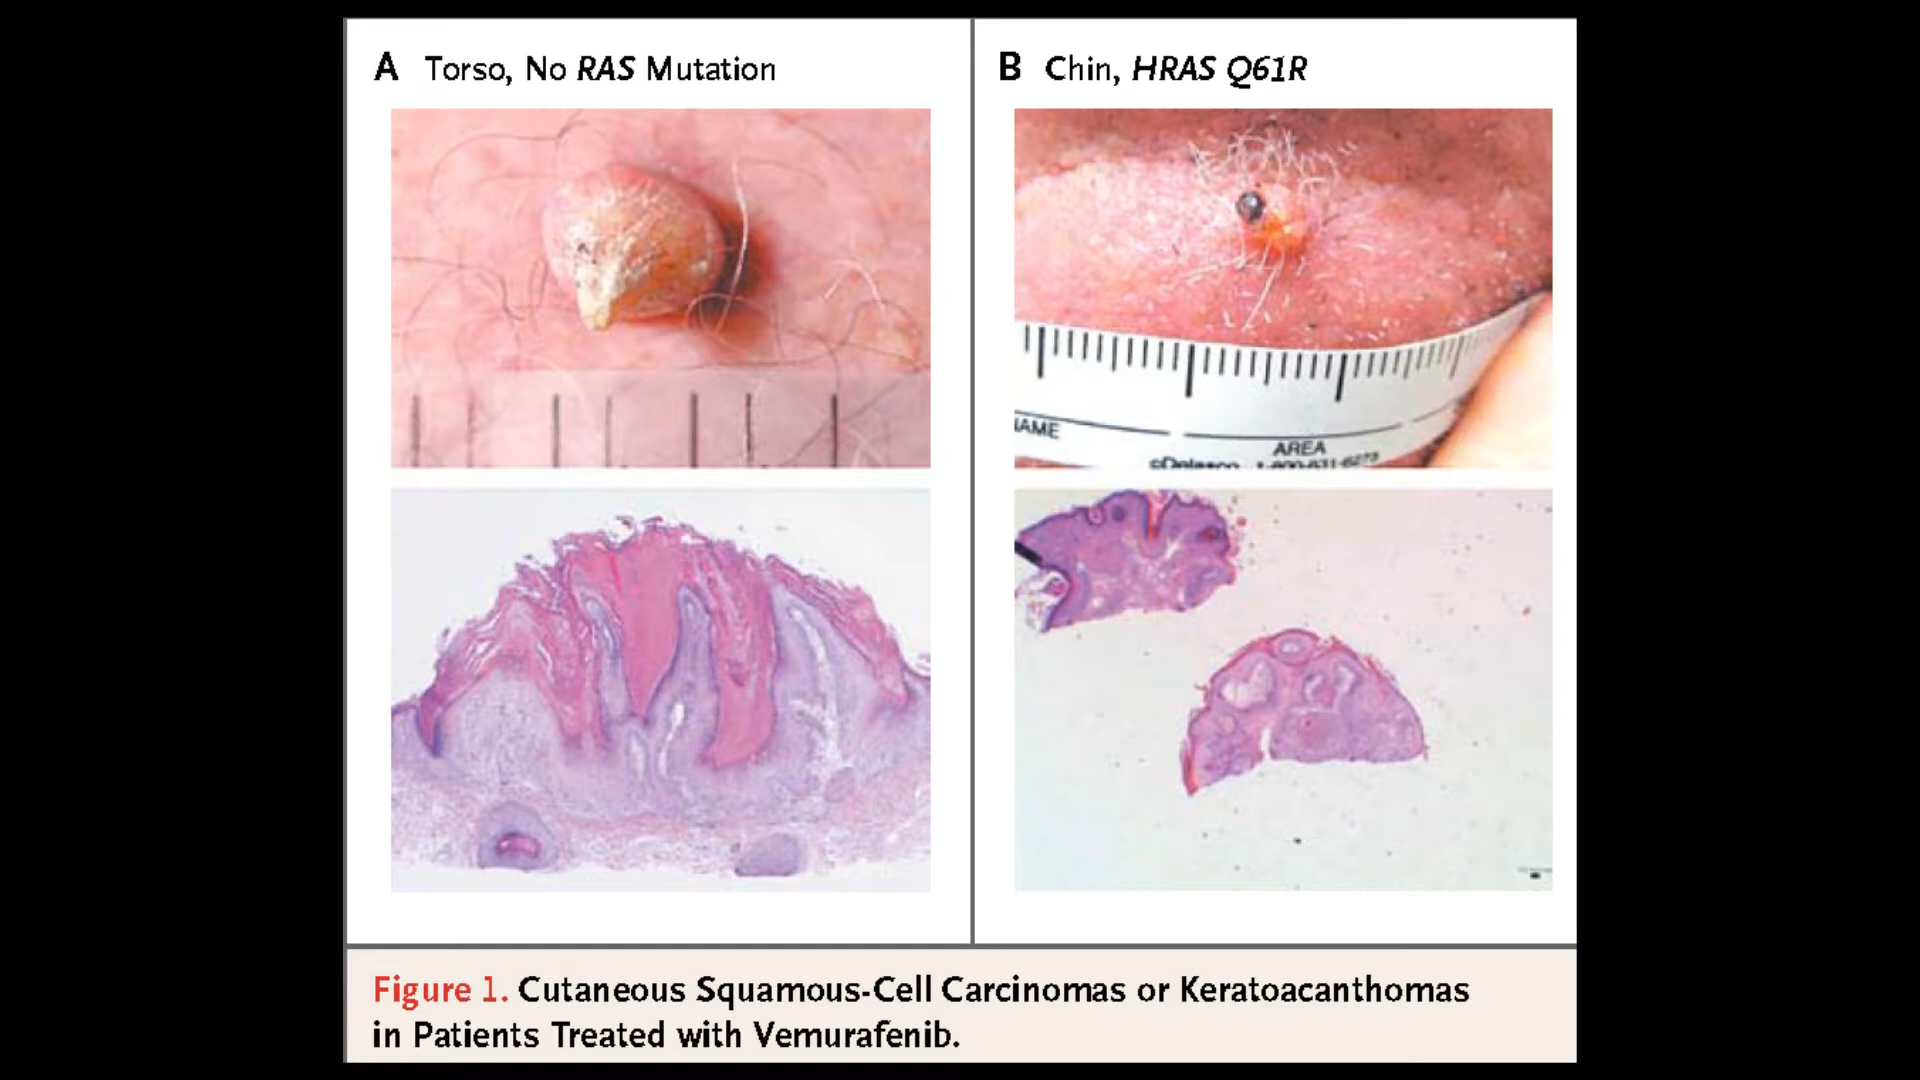 A Torso, No RAS Mutation
B Chin, HRAS Q61R
AREA
Figure 1. Cutaneous Squamous-Cell Carcinomas or Keratoacanthomas
in Patients Treated with Vemurafenib.